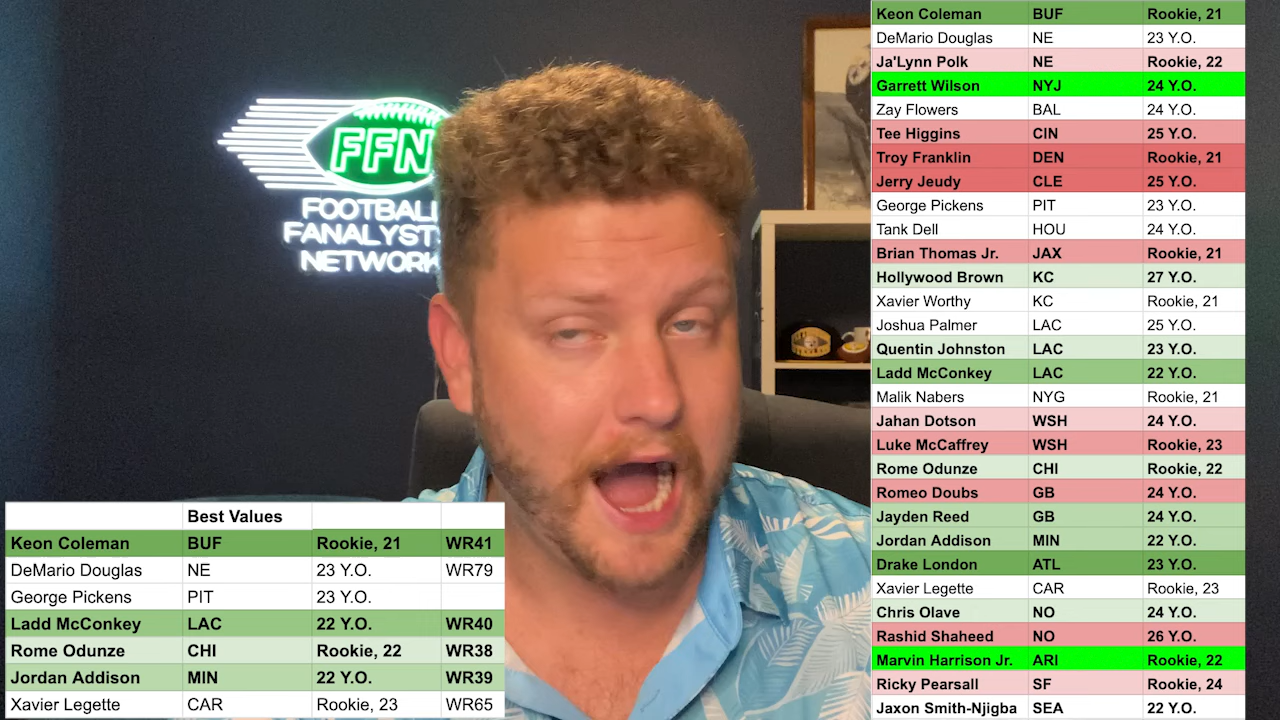 FFN
FOOTBALL
FANALYSTS
NETWORK
Best Values
Keon Coleman BUF Rookie, 21 WR41
DeMario Douglas NE 23 Y.O. WR79
George Pickens PIT 23 Y.O.
Ladd McConkey LAC 22 Y.O. WR40
Rome Odunze CHI Rookie, 22 WR38
Jordan Addison MIN 22 Y.O. WR39
Xavier Legette CAR Rookie, 23 WR65
Keon Coleman BUF Rookie, 21
DeMario Douglas NE 23 Y.O.
Ja'Lynn Polk NE Rookie, 22
Garrett Wilson NYJ 24 Y.O.
Zay Flowers BAL 24 Y.O.
Tee Higgins CIN 25 Y.O.
Troy Franklin DEN Rookie, 21
Jerry Jeudy CLE 25 Y.O.
George Pickens PIT 23 Y.O.
Tank Dell HOU 24 Y.O.
Brian Thomas Jr. JAX Rookie, 21
Hollywood Brown KC 27 Y.O.
Xavier Worthy KC Rookie, 21
Joshua Palmer LAC 25 Y.O.
Quentin Johnston LAC 23 Y.O.
Ladd McConkey LAC 22 Y.O.
Malik Nabers NYG Rookie, 21
Jahan Dotson WSH 24 Y.O.
Luke McCaffrey WSH Rookie, 23
Rome Odunze CHI Rookie, 22
Romeo Doubs GB 24 Y.O.
Jayden Reed GB 24 Y.O.
Jordan Addison MIN 22 Y.O.
Drake London ATL 23 Y.O.
Xavier Legette CAR Rookie, 23
Chris Olave NO 24 Y.O.
Rashid Shaheed NO 26 Y.O.
Marvin Harrison Jr. ARI Rookie, 22
Ricky Pearsall SF Rookie, 24
Jaxon Smith-Njigba SEA 22 Y.O.